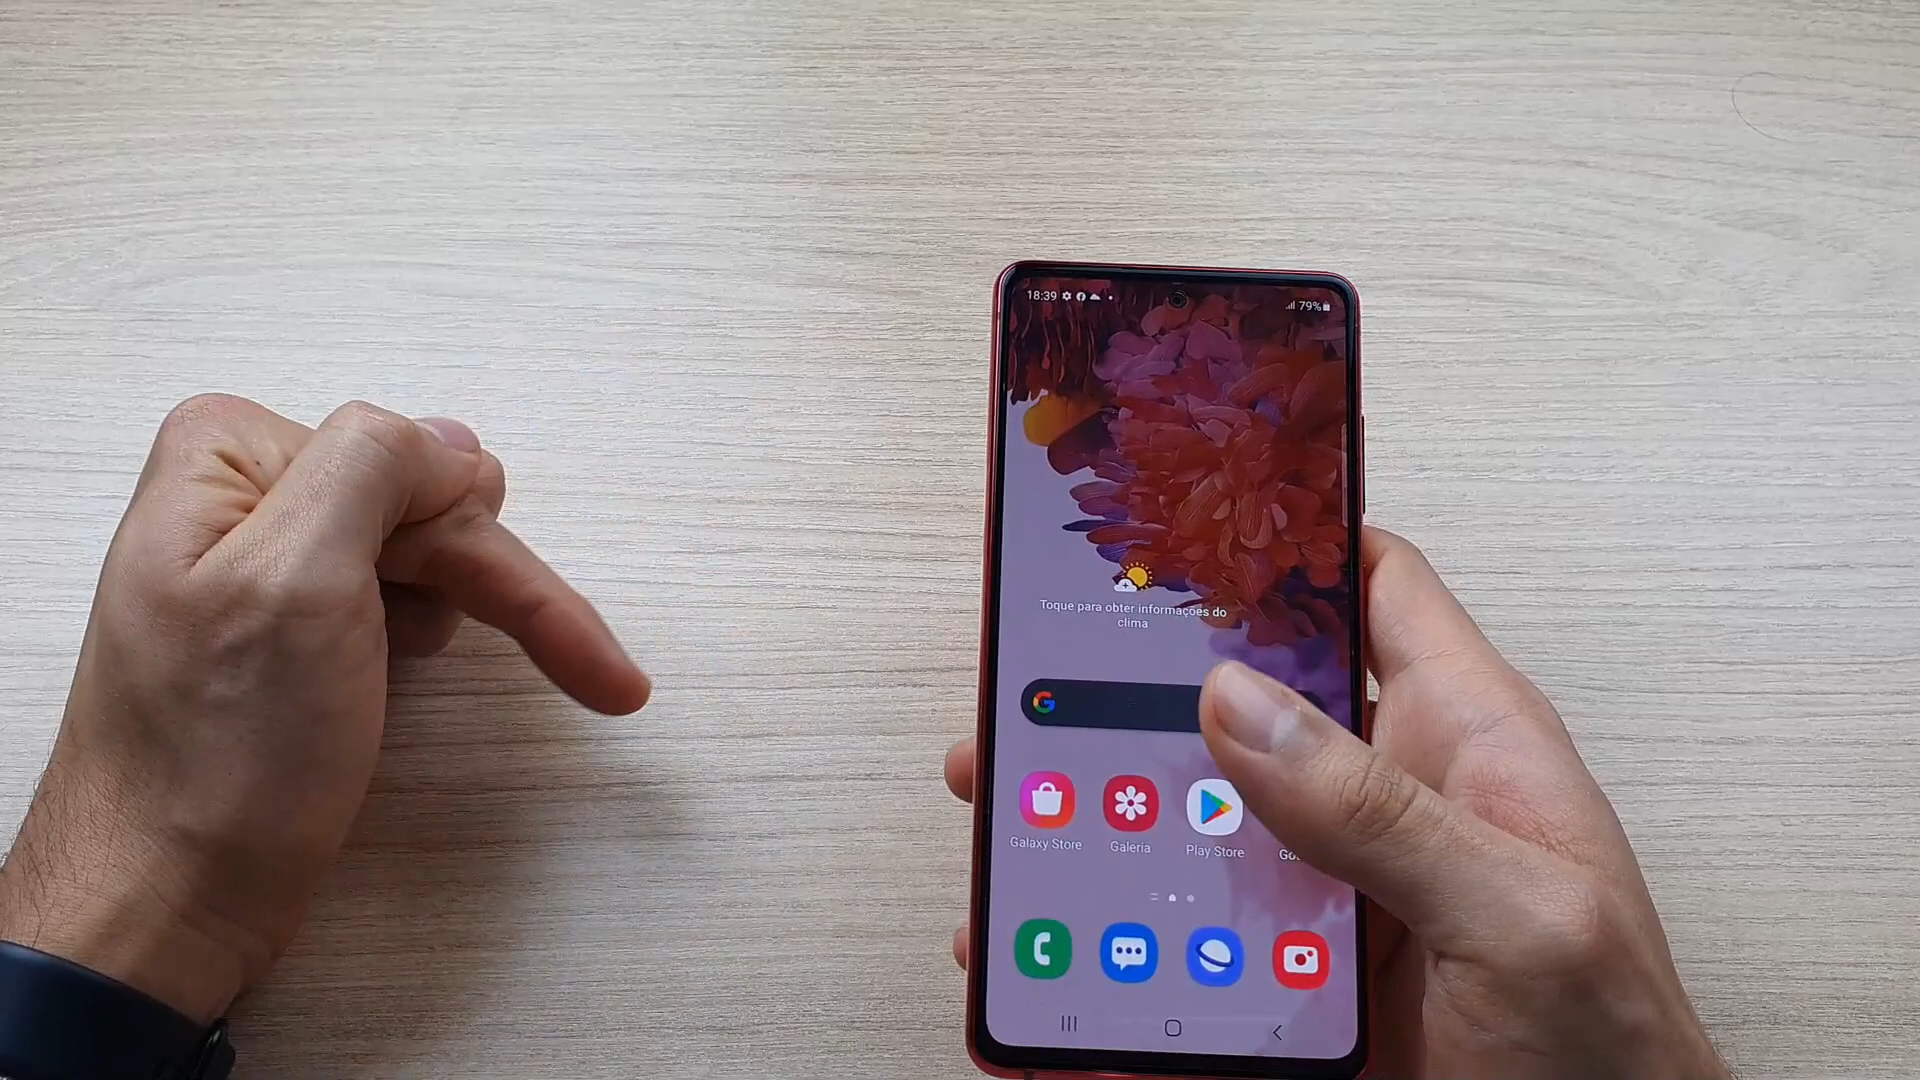 18:39
79%
Toque para obter informações do
clima
Galaxy Store
Galeria
Play Store